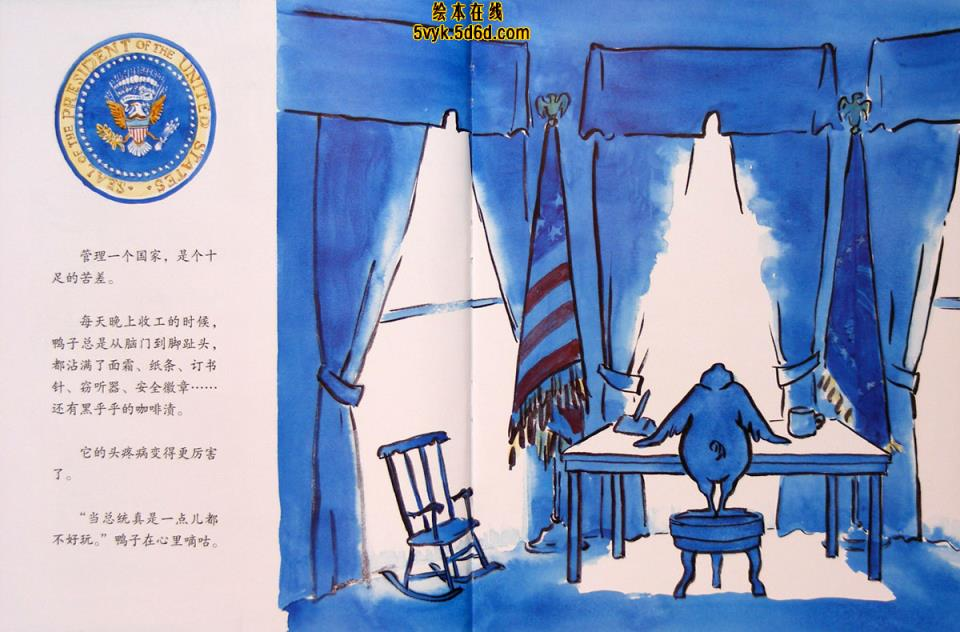 绘本在线
5vyk.5d6d.com
SEAL OF THE PRESIDENT OF THE UNITED STATES
管理一个国家，是个十
足的苦差。
每天晚上收工的时候，
鸭子总是从脑门到脚趾头，
都沾满了面霜、纸条、订书
针、窃听器、安全徽章……
还有黑乎乎的咖啡渍。
它的头疼病变得更厉害
了。
“当总统真是一点儿都
不好玩。”鸭子在心里嘀咕。